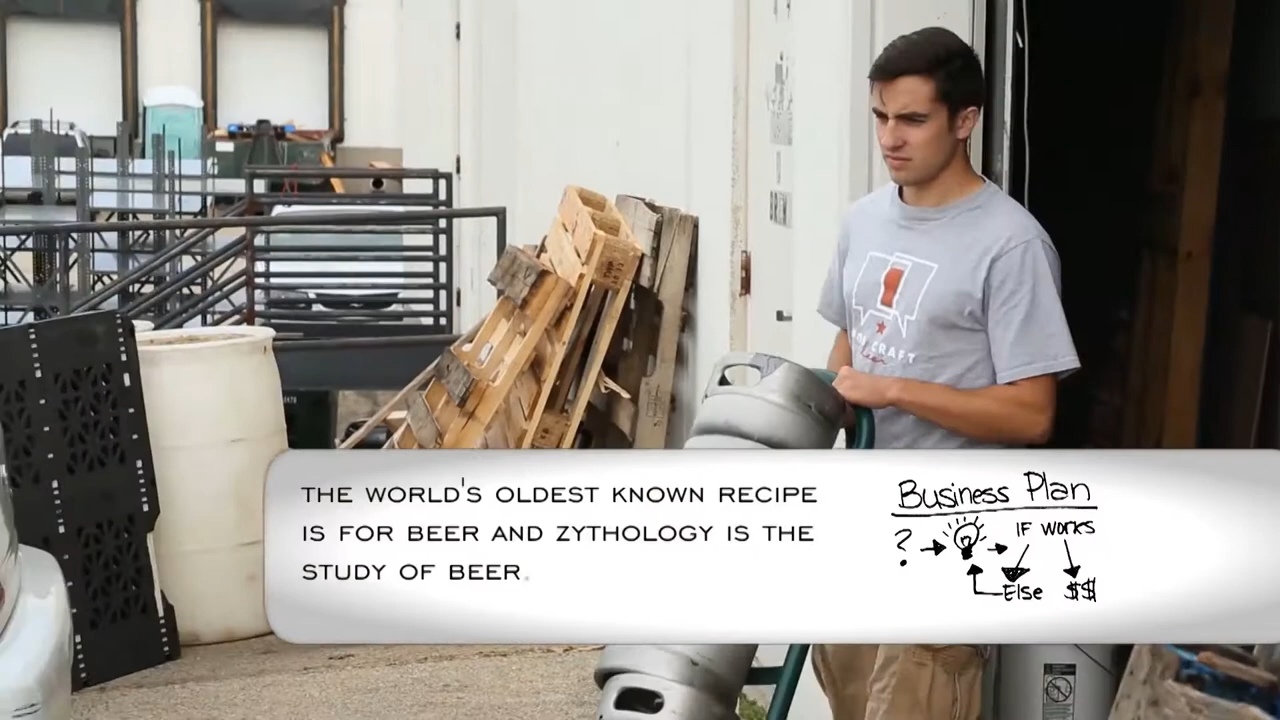 CRAFT
THE WORLD'S OLDEST KNOWN RECIPE
IS FOR BEER AND ZYTHOLOGY IS THE
STUDY OF BEER.
Business Plan
? IF works
Else $$